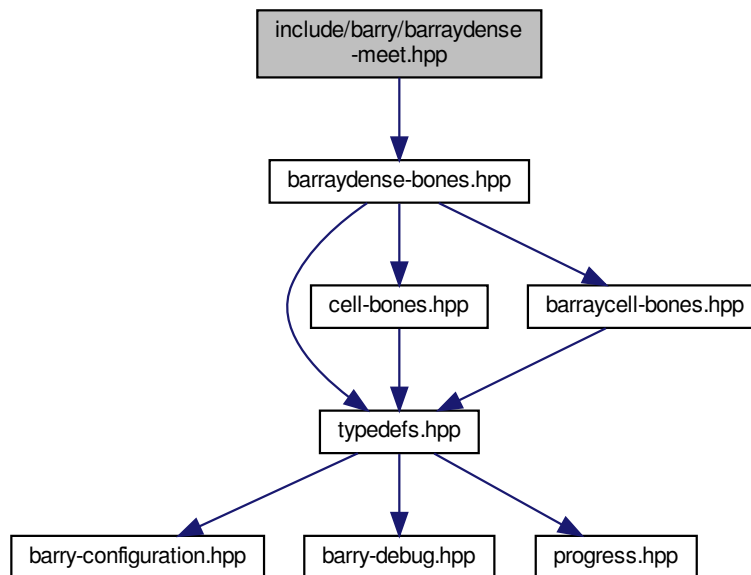 include/barry/barraydense
-meet.hpp
barraydense-bones.hpp
cell-bones.hpp
barraycell-bones.hpp
typedefs.hpp
barry-configuration.hpp
barry-debug.hpp
progress.hpp